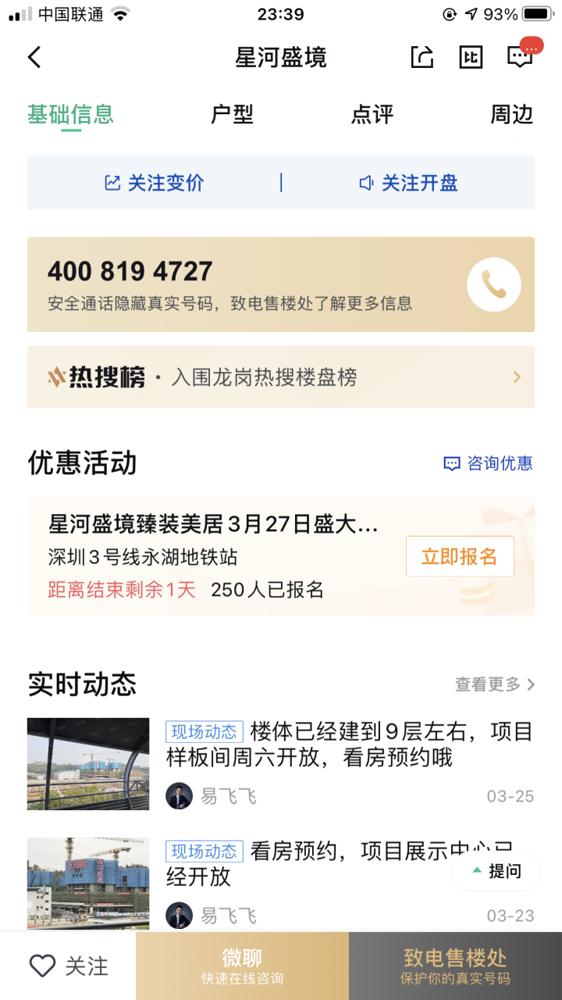 中国联通
23:39
93%
星河盛境
比
...
基础信息
户型
点评
周边
关注变价
关注开盘
400 819 4727
安全通话隐藏真实号码，致电售楼处了解更多信息
热搜榜·入围龙岗热搜楼盘榜
优惠活动
咨询优惠
星河盛境臻装美居3月27日盛大...
深圳3号线永湖地铁站
立即报名
距离结束剩余1天 250人已报名
实时动态
查看更多
现场动态 楼体已经建到9层左右，项目
样板间周六开放，看房预约哦
易飞飞
03-25
现场动态 看房预约，项目展示中心已
经开放
提问
易飞飞
03-23
关注
微聊
快速在线咨询
致电售楼处
保护你的真实号码